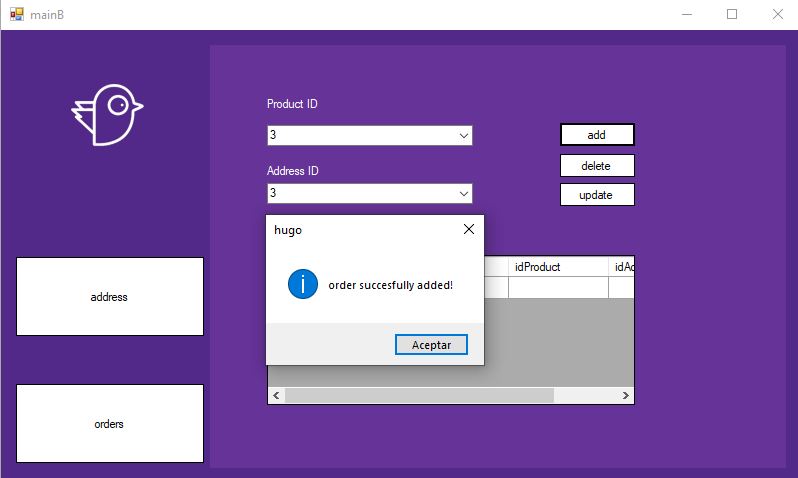 mainB
Product ID
3
add
delete
Address ID
3
update
hugo
order succesfully added!
Aceptar
idProduct
idAd
address
orders